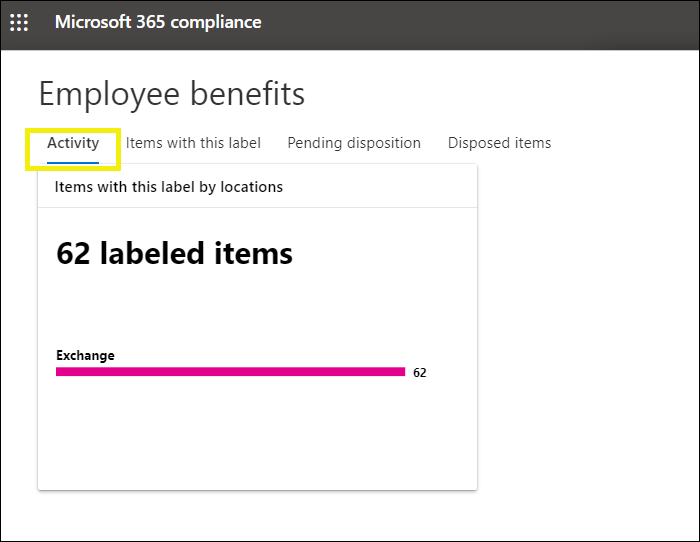 Microsoft 365 compliance
Employee benefits
Activity Items with this label Pending disposition Disposed items
Items with this label by locations
62 labeled items
Exchange
62